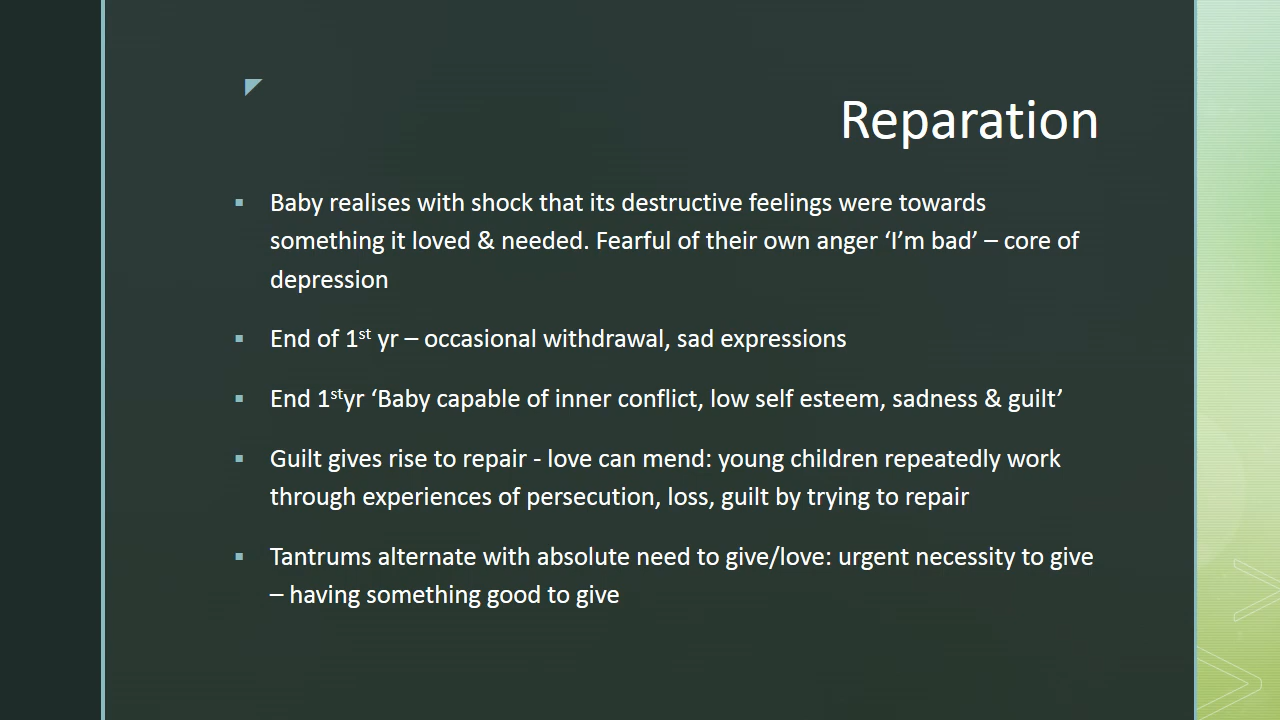 Reparation
▪ Baby realises with shock that its destructive feelings were towards
something it loved & needed. Fearful of their own anger ‘I’m bad’ – core of
depression
▪ End of 1st yr – occasional withdrawal, sad expressions
▪ End 1styr ‘Baby capable of inner conflict, low self esteem, sadness & guilt’
▪ Guilt gives rise to repair - love can mend: young children repeatedly work
through experiences of persecution, loss, guilt by trying to repair
▪ Tantrums alternate with absolute need to give/love: urgent necessity to give
– having something good to give